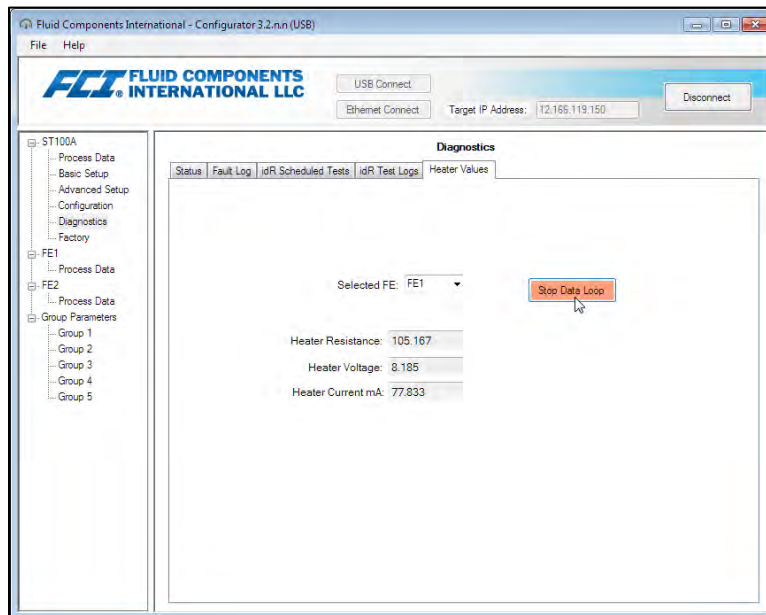 Fluid Components International - Configurator 3.2.n.n (USB)
File Help
FCI® FLUID COMPONENTS
INTERNATIONAL LLC
USB Connect
Ethernet Connect Target IP Address: 12.165.119.150
Disconnect
ST100A
Process Data
Basic Setup
Advanced Setup
Configuration
Diagnostics
Factory
FE1
Process Data
FE2
Process Data
Group Parameters
Group 1
Group 2
Group 3
Group 4
Group 5
Diagnostics
Status Fault Log idR Scheduled Tests idR Test Logs Heater Values
Selected FE: FE1
Stop Data Loop
Heater Resistance: 105.167
Heater Voltage: 8.185
Heater Current mA: 77.833